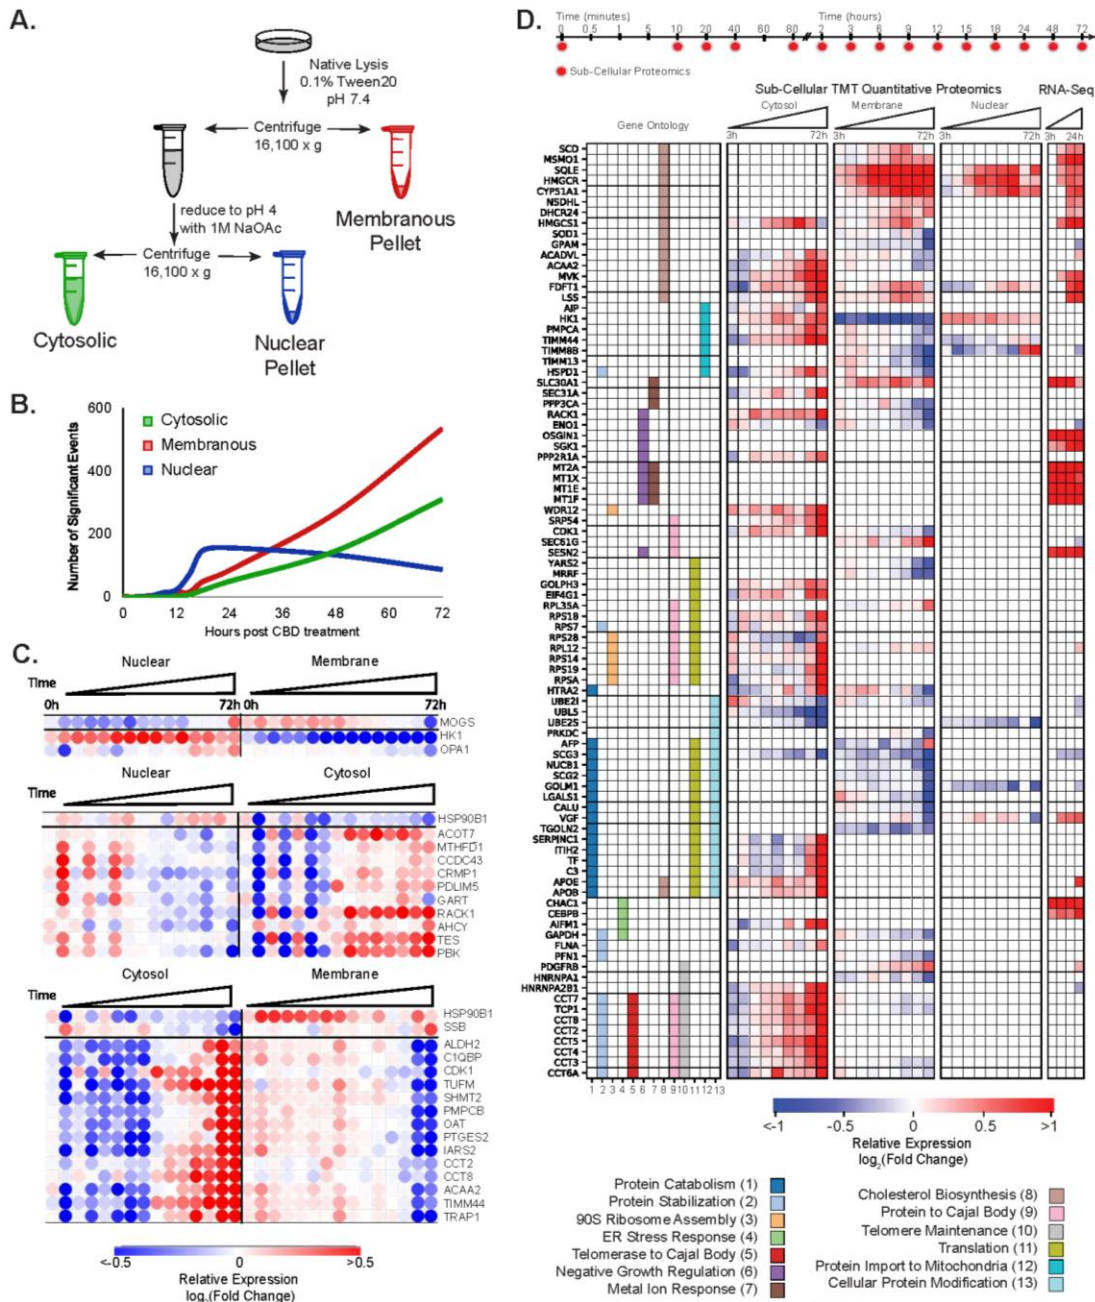 A.
Native Lysis
0.1% Tween20
pH 7.4
Centrifuge
16,100 x g
reduce to pH 4
with 1M NaOAc
Membranous
Pellet
Centrifuge
16,100 x g
Cytosolic
Nuclear
Pellet
B.
Number of Significant Events
600
400
200
0
Cytosolic
Membranous
Nuclear
0 12 24 36 48 60 72
Hours post CBD treatment
C.
Nuclear Membrane
Time
0h 72h 0h 72h
MOGS
HK1
OPA1
Nuclear Cytosol
Time
HSP90B1
ACOT7
MTHFD1
CCDC43
CRMP1
PDLIM5
GART
RACK1
AHCY
TES
PBK
Cytosol Membrane
Time
HSP90B1
SSB
ALDH2
C1QBP
CDK1
TUFM
SHMT2
PMPCB
OAT
PTGES2
IARS2
CCT2
CCT8
ACAA2
TIMM44
TRAP1
<-0.5 0 >0.5
Relative Expression
log2(Fold Change)
D.
Time (minutes) Time (hours)
0 0.5 1 5 10 20 40 60 80 2 3 6 9 12 15 18 24 48 72
Sub-Cellular Proteomics
Sub-Cellular TMT Quantitative Proteomics RNA-Seq
Gene Ontology Cytosol Membrane Nuclear
3h 72h 3h 72h 3h 72h 3h 24h
SCD
MSMO1
SQLE
HMGCR
CYP51A1
NSDHL
DHCR24
HMGCS1
SOD1
GPAM
ACADVL
ACAA2
MVK
FDFT1
LSS
AIP
HK1
PMPCA
TIMM44
TIMM8B
TIMM13
HSPD1
SLC30A1
SEC31A
PPP3CA
RACK1
ENO1
OSGIN1
SGK1
PPP2R1A
MT2A
MT1X
MT1E
MT1F
WDR12
SRP54
CDK1
SEC61G
SESN2
YARS2
MRRF
GOLPH3
EIF4G1
RPL35A
RPS18
RPS7
RPS28
RPL12
RPS14
RPS19
RPSA
HTRA2
UBE2I
UBL5
UBE2S
PRKDC
AFP
SCG3
NUCB1
SCG2
GOLM1
LGALS1
CALU
VGF
TGOLN2
SERPINC1
ITIH2
TF
C3
APOE
APOB
CHAC1
CEBPB
AIFM1
GAPDH
FLNA
PFN1
PDGFRB
HNRNPA1
HNRNPA2B1
CCT7
TCP1
CCT8
CCT2
CCT5
CCT4
CCT3
CCT6A
1 2 3 4 5 6 7 8 9 10 11 12 13
<-1 -0.5 0 0.5 >1
Relative Expression
log2(Fold Change)
Protein Catabolism (1)
Protein Stabilization (2)
90S Ribosome Assembly (3)
ER Stress Response (4)
Telomerase to Cajal Body (5)
Negative Growth Regulation (6)
Metal Ion Response (7)
Cholesterol Biosynthesis (8)
Protein to Cajal Body (9)
Telomere Maintenance (10)
Translation (11)
Protein Import to Mitochondria (12)
Cellular Protein Modification (13)